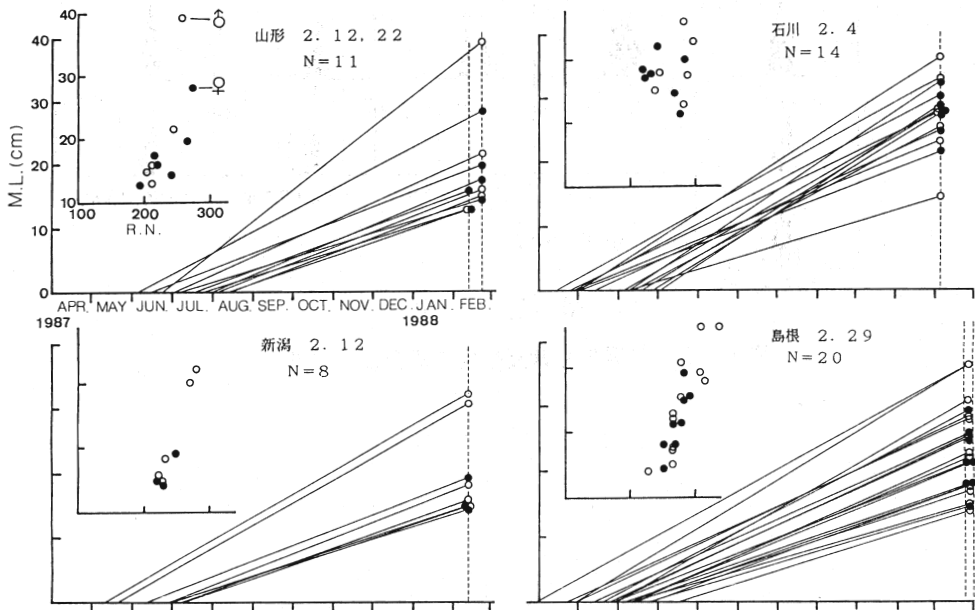 40
30
20
10
100 200 300
R.N.
♂
♀
山形 2. 12, 22
N=11
M.L.(cm)
40
30
20
10
0
APR. MAY JUN. JUL. AUG. SEP. OCT. NOV. DEC. JAN. FEB.
1987 1988
石川 2. 4
N=14
新潟 2. 12
N=8
島根 2. 29
N=20